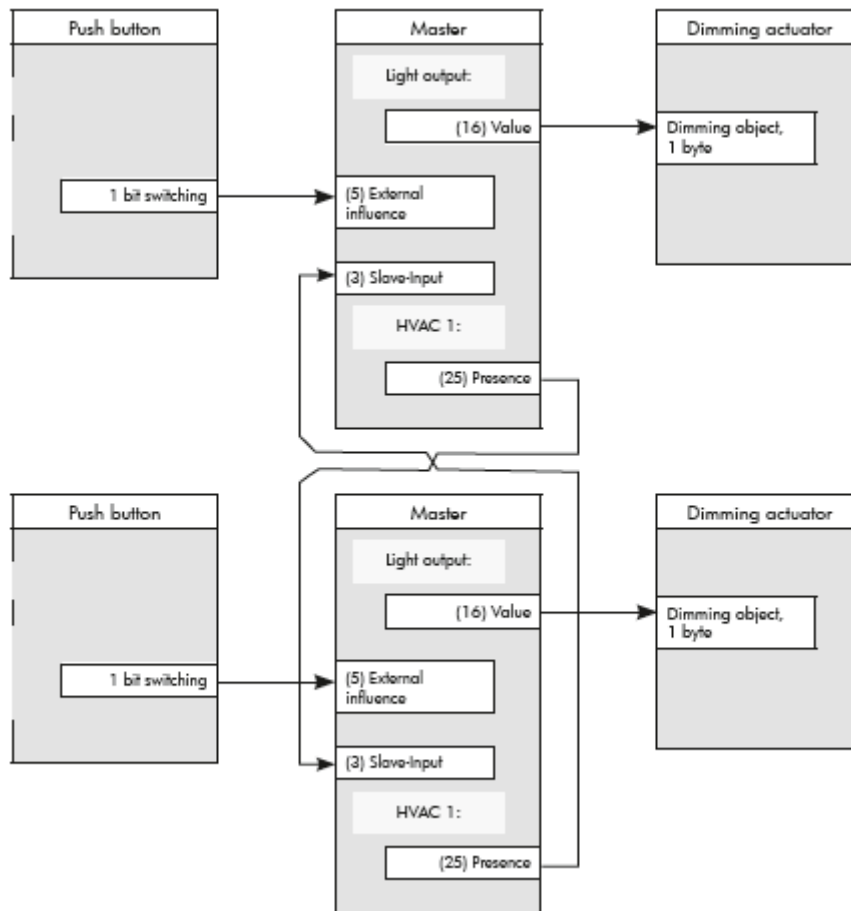 Push button
Master
Dimming actuator
Light output:
(16) Value
Dimming object,
1 byte
1 bit switching
(5) External
influence
(3) Slave-Input
HVAC 1:
(25) Presence
Push button
Master
Dimming actuator
Light output:
(16) Value
Dimming object,
1 byte
1 bit switching
(5) External
influence
(3) Slave-Input
HVAC 1:
(25) Presence